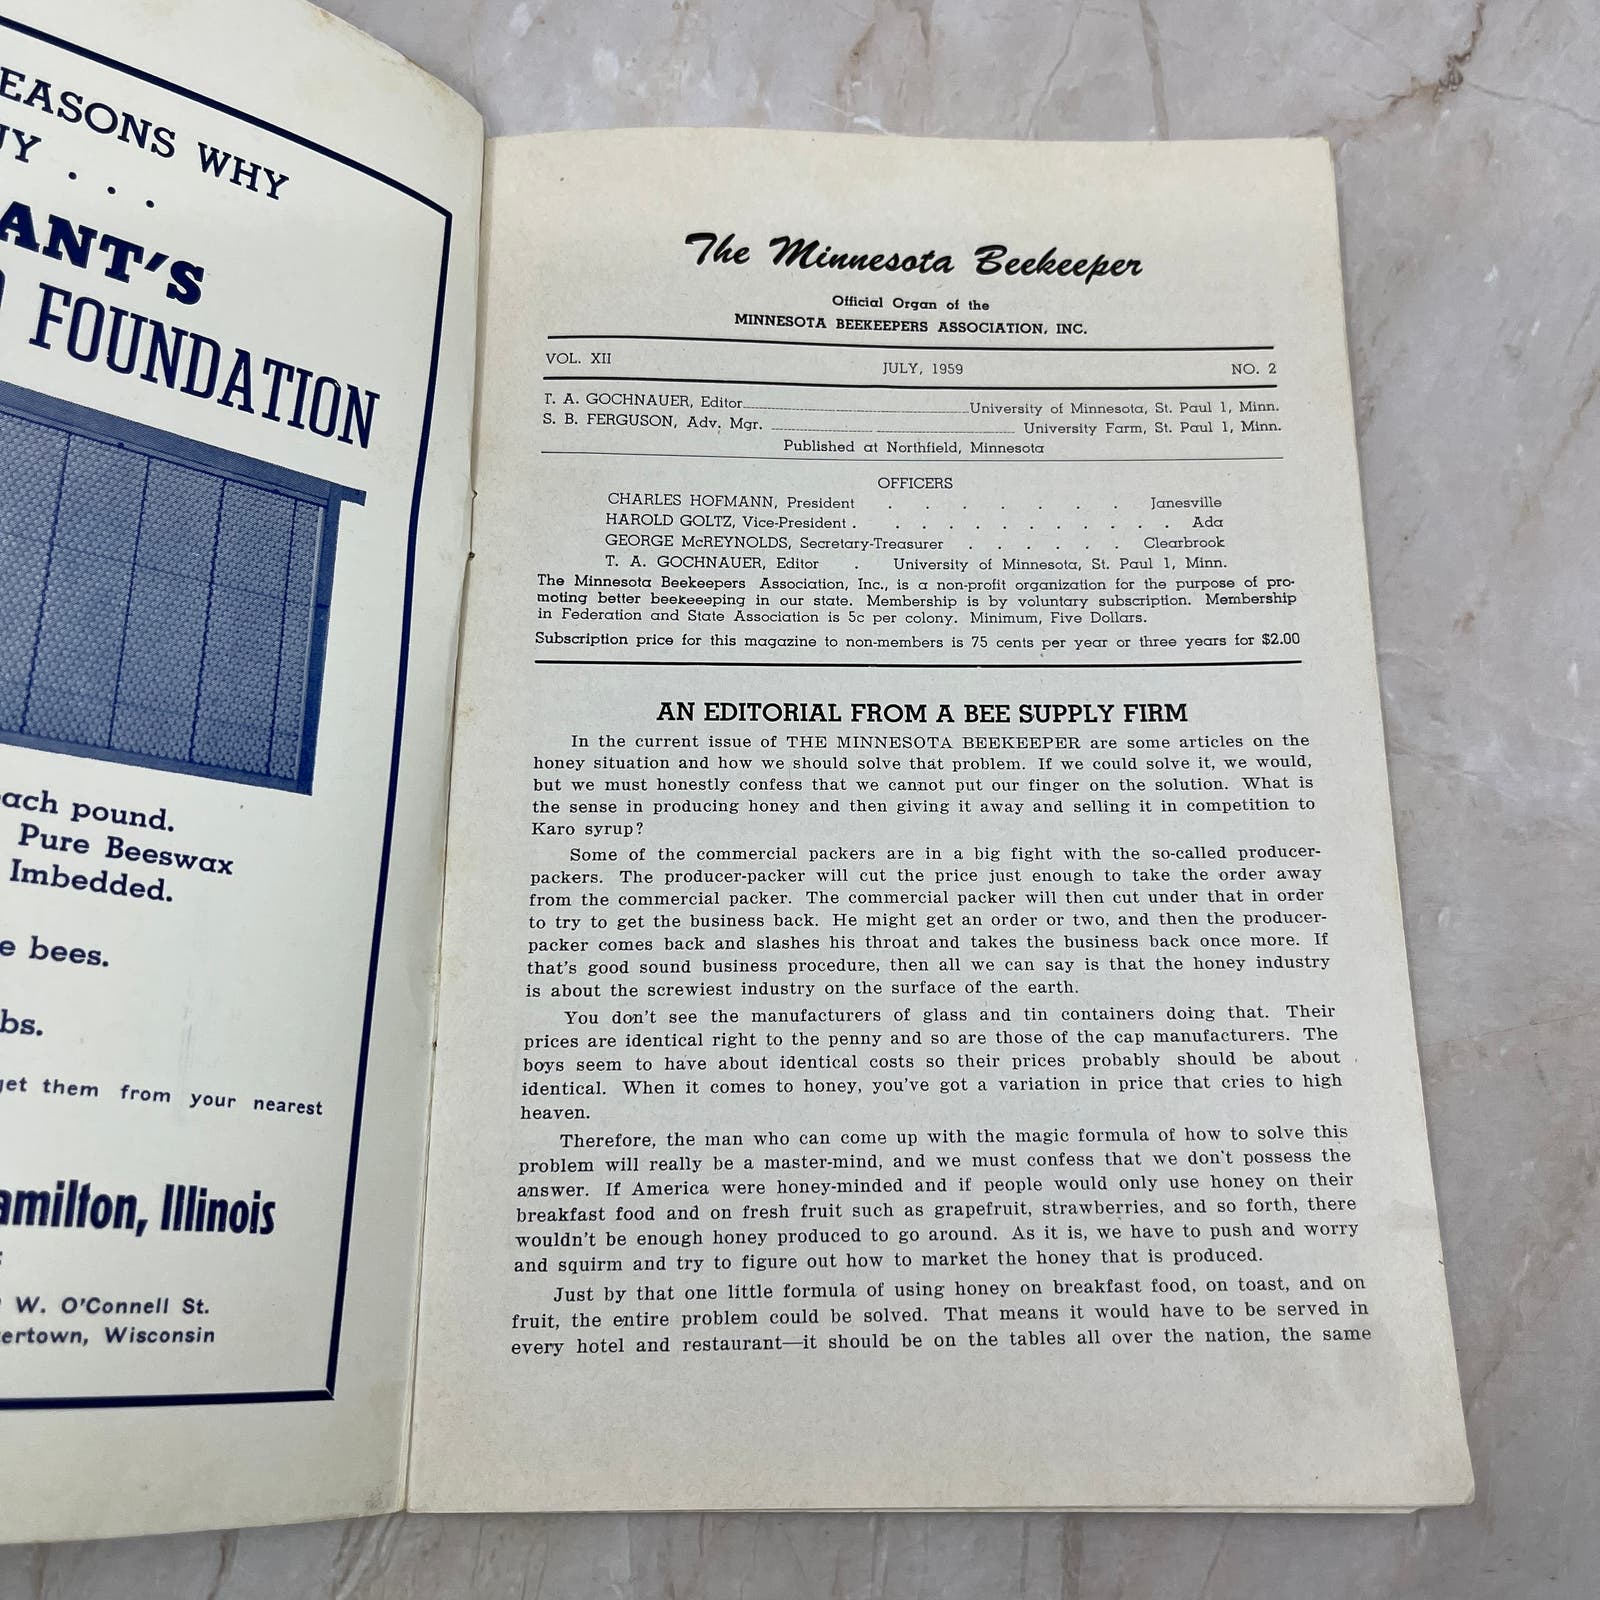 EASONS WHY
. . .
ANT'S
FOUNDATION
ach pound.
Pure Beeswax
Imbedded.
e bees.
bs.
get them from your nearest
amilton, Illinois
W. O'Connell St.
tertown, Wisconsin
The Minnesota Beekeeper
Official Organ of the
MINNESOTA BEEKEEPERS ASSOCIATION, INC.
VOL. XII JULY, 1959 NO. 2
T. A. GOCHNAUER, Editor University of Minnesota, St. Paul 1, Minn.
S. B. FERGUSON, Adv. Mgr. University Farm, St. Paul 1, Minn.
Published at Northfield, Minnesota
OFFICERS
CHARLES HOFMANN, President . . . . . . . Janesville
HAROLD GOLTZ, Vice-President . . . . . . . . . . . . Ada
GEORGE McREYNOLDS, Secretary-Treasurer . . . . . . Clearbrook
T. A. GOCHNAUER, Editor . University of Minnesota, St. Paul 1, Minn.
The Minnesota Beekeepers Association, Inc., is a non-profit organization for the purpose of pro-
moting better beekeeeping in our state. Membership is by voluntary subscription. Membership
in Federation and State Association is 5c per colony. Minimum, Five Dollars.
Subscription price for this magazine to non-members is 75 cents per year or three years for $2.00
AN EDITORIAL FROM A BEE SUPPLY FIRM
In the current issue of THE MINNESOTA BEEKEEPER are some articles on the
honey situation and how we should solve that problem. If we could solve it, we would,
but we must honestly confess that we cannot put our finger on the solution. What is
the sense in producing honey and then giving it away and selling it in competition to
Karo syrup?
Some of the commercial packers are in a big fight with the so-called producer-
packers. The producer-packer will cut the price just enough to take the order away
from the commercial packer. The commercial packer will then cut under that in order
to try to get the business back. He might get an order or two, and then the producer-
packer comes back and slashes his throat and takes the business back once more. If
that's good sound business procedure, then all we can say is that the honey industry
is about the screwiest industry on the surface of the earth.
You don't see the manufacturers of glass and tin containers doing that. Their
prices are identical right to the penny and so are those of the cap manufacturers. The
boys seem to have about identical costs so their prices probably should be about
identical. When it comes to honey, you've got a variation in price that cries to high
heaven.
Therefore, the man who can come up with the magic formula of how to solve this
problem will really be a master-mind, and we must confess that we don't possess the
answer. If America were honey-minded and if people would only use honey on their
breakfast food and on fresh fruit such as grapefruit, strawberries, and so forth, there
wouldn't be enough honey produced to go around. As it is, we have to push and worry
and squirm and try to figure out how to market the honey that is produced.
Just by that one little formula of using honey on breakfast food, on toast, and on
fruit, the entire problem could be solved. That means it would have to be served in
every hotel and restaurant—it should be on the tables all over the nation, the same